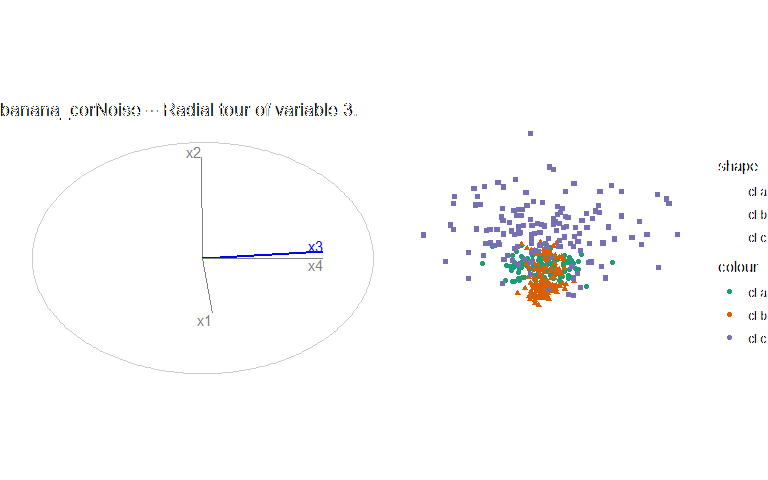 banana_corNoise -- Radial tour of variable 3.
x2
x3
x4
x1
shape
cl a
cl b
cl c
colour
cl a
cl b
cl c